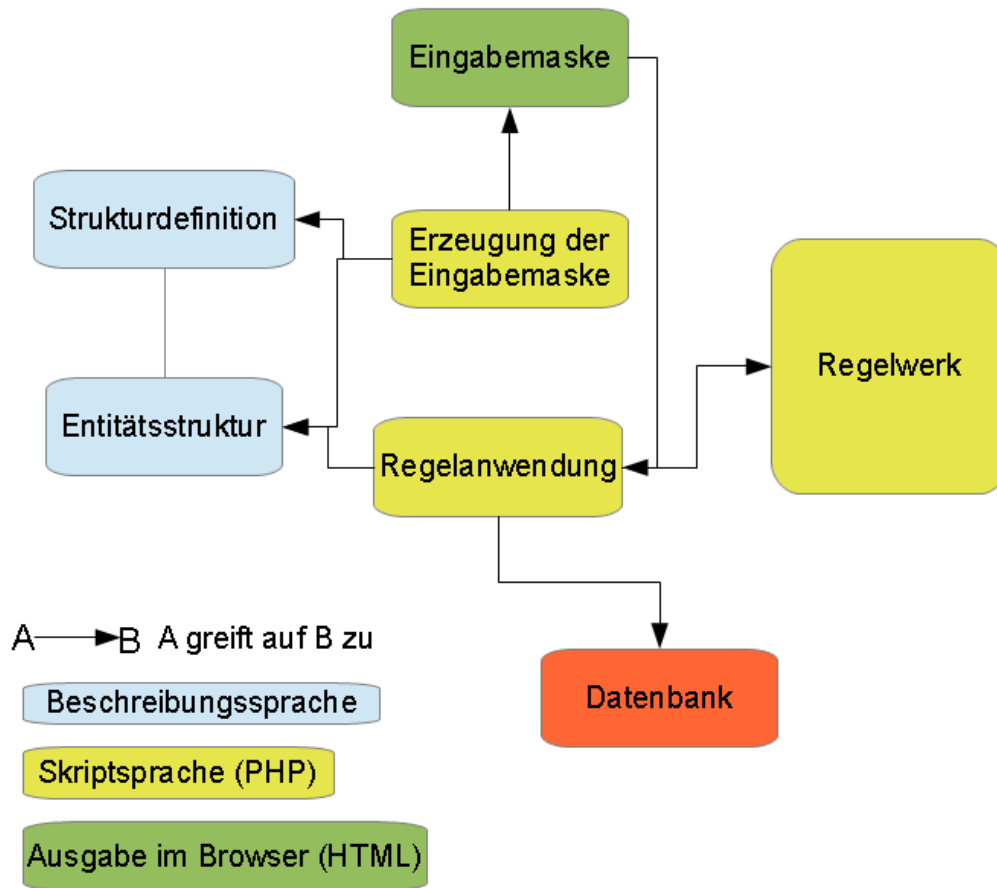 Eingabemaske
Strukturdefinition
Erzeugung der
Eingabemaske
Regelwerk
Entitätsstruktur
Regelanwendung
A B A greift auf B zu
Datenbank
Beschreibungssprache
Skriptsprache (PHP)
Ausgabe im Browser (HTML)